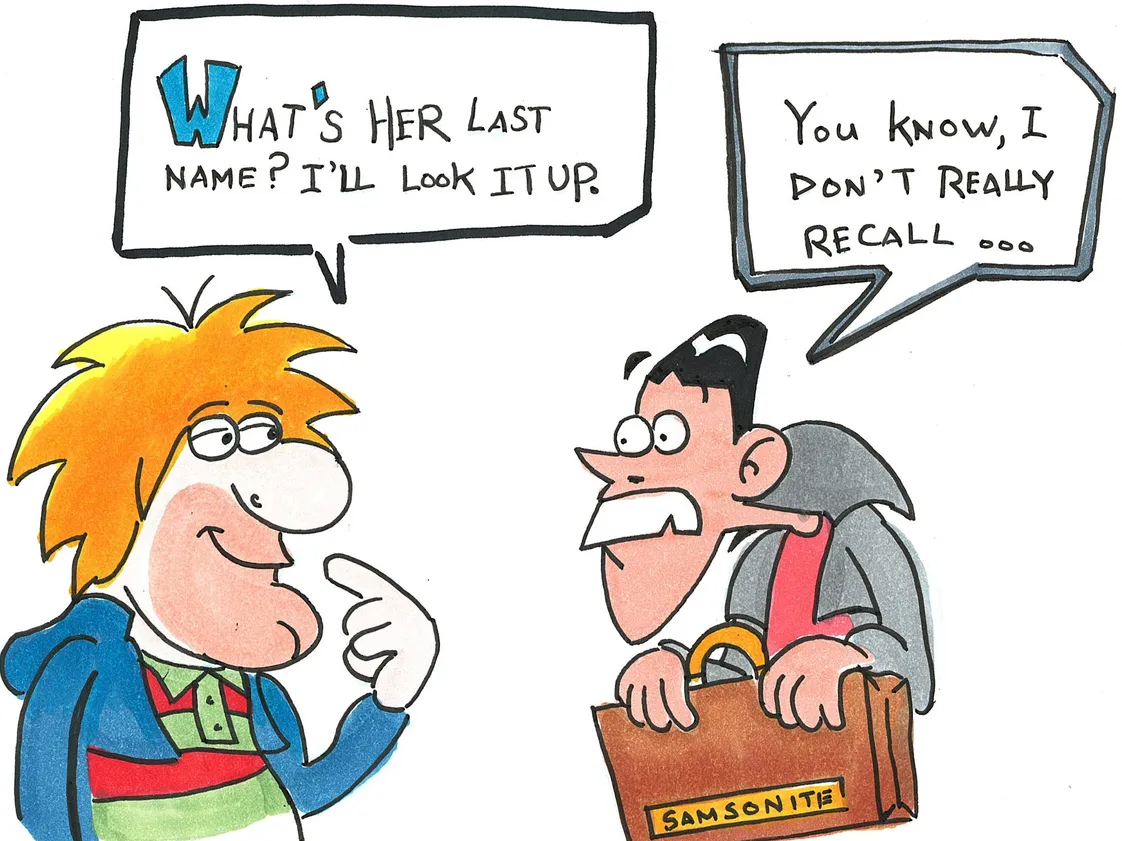 WHAT'S HER LAST
NAME? I'LL LOOK IT UP.
YOU KNOW, I
DON'T REALLY
RECALL ...
SAMSONITE